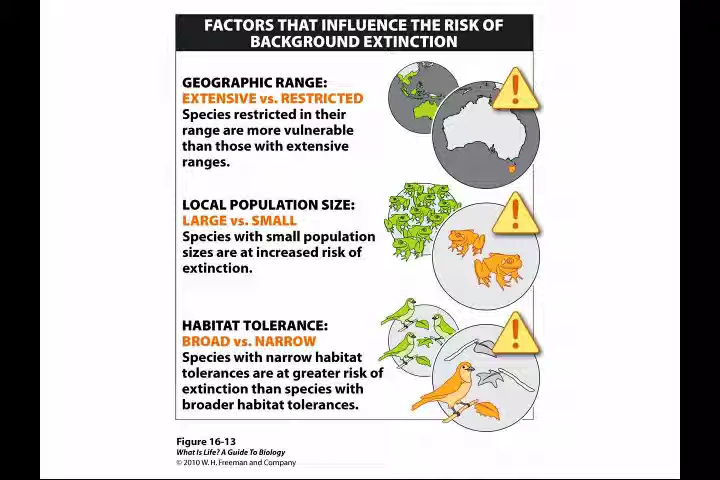 FACTORS THAT INFLUENCE THE RISK OF
BACKGROUND EXTINCTION
GEOGRAPHIC RANGE:
EXTENSIVE vs. RESTRICTED
Species restricted in their
range are more vulnerable
than those with extensive
ranges.
LOCAL POPULATION SIZE:
LARGE vs. SMALL
Species with small population
sizes are at increased risk of
extinction.
HABITAT TOLERANCE:
BROAD vs. NARROW
Species with narrow habitat
tolerances are at greater risk of
extinction than species with
broader habitat tolerances.
Figure 16-13
What Is Life? A Guide To Biology
© 2010 W. H. Freeman and Company